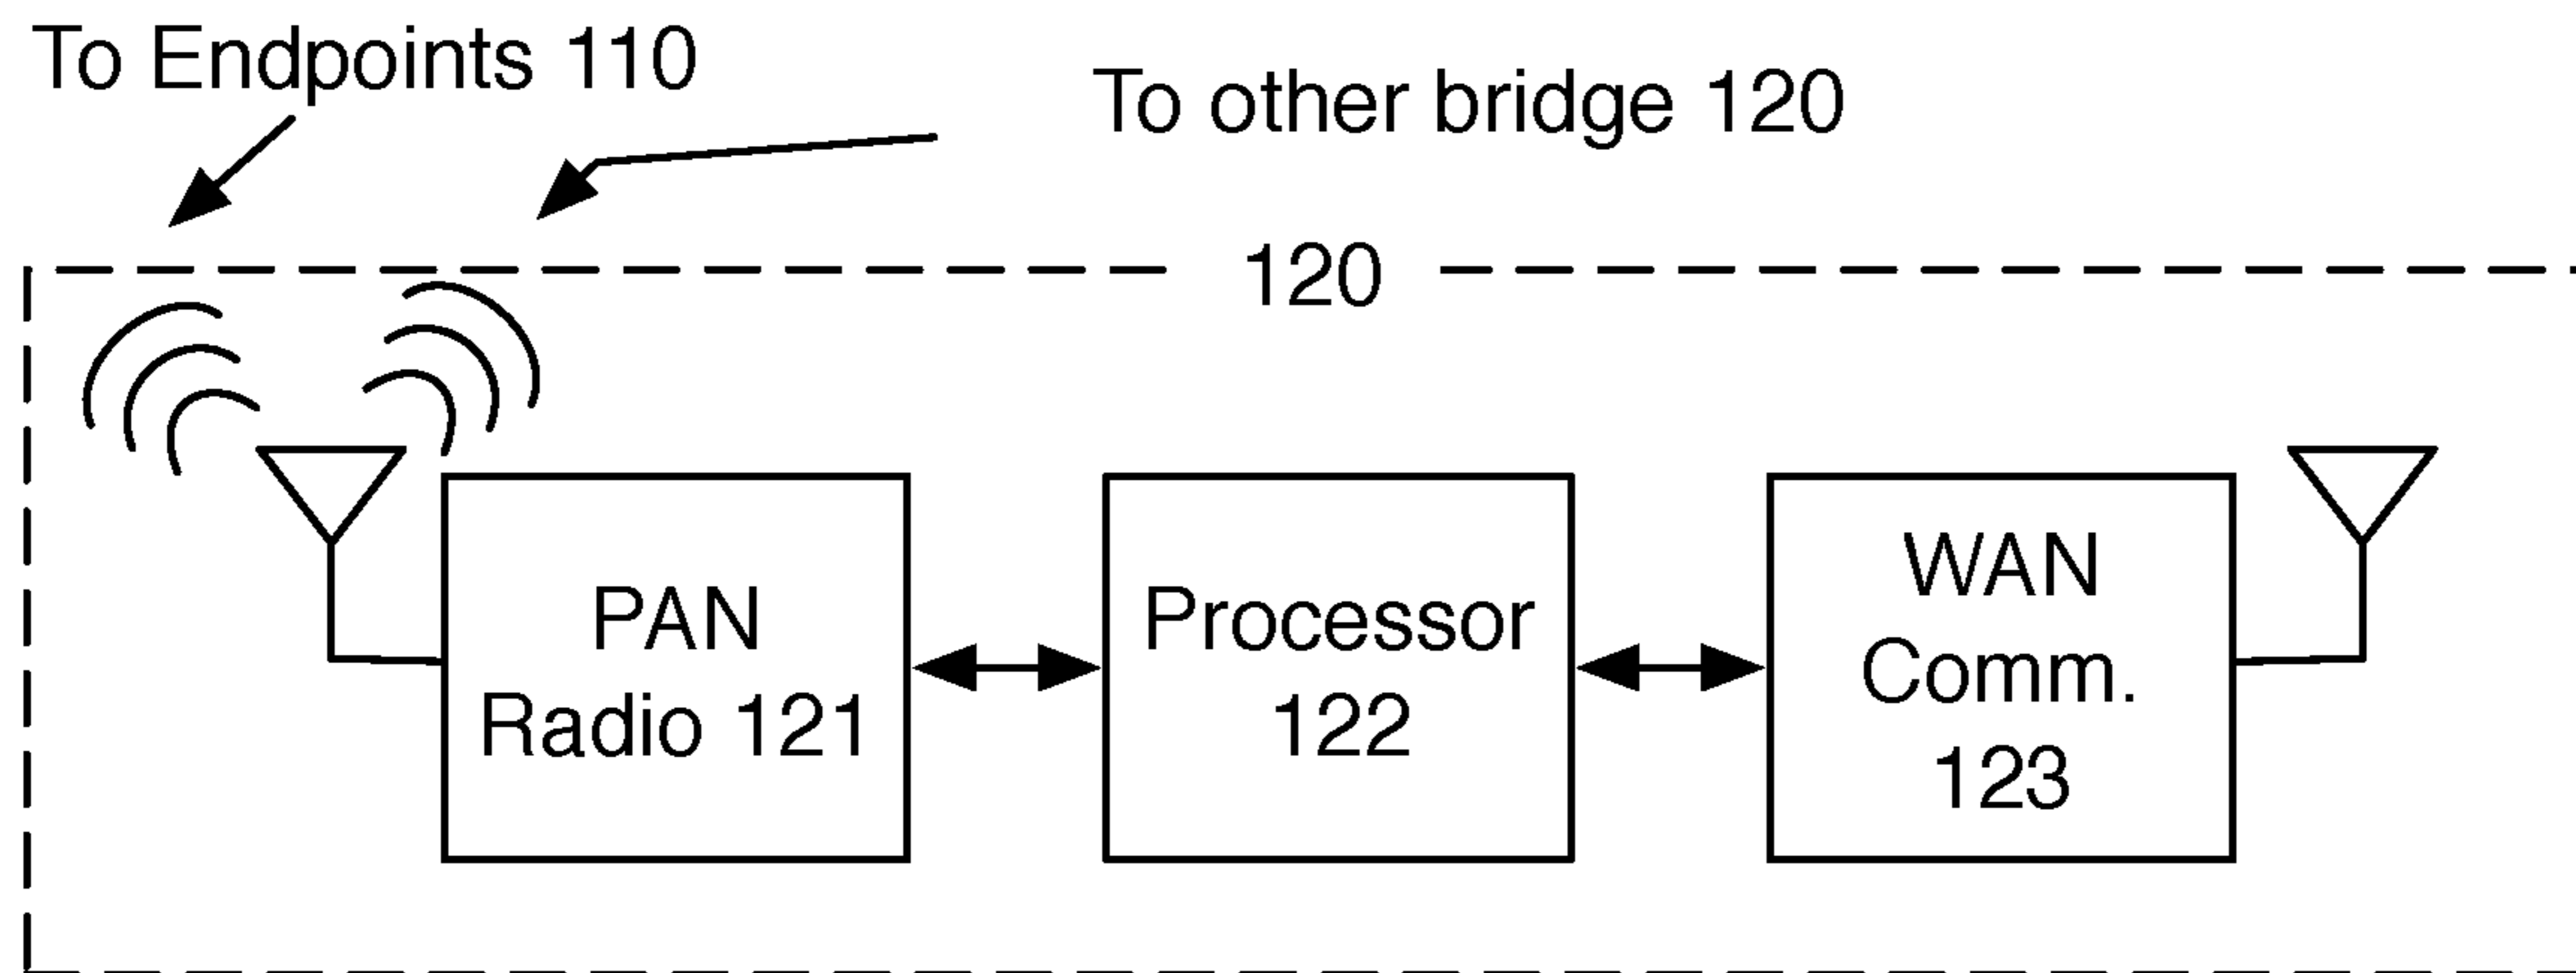 To Endpoints 110
To other bridge 120
120
PAN
Radio 121
Processor
122
WAN
Comm.
123